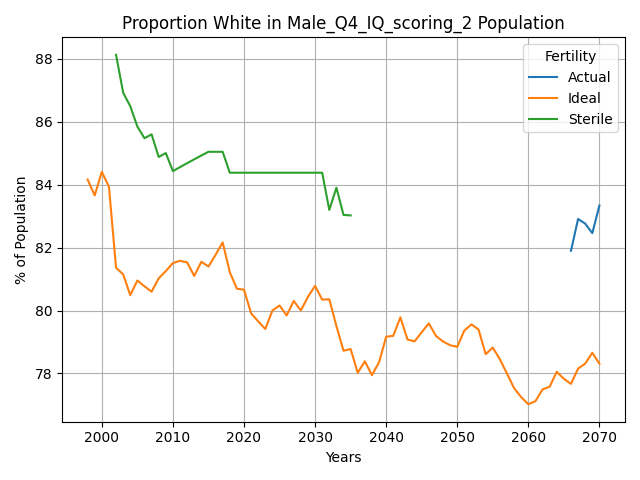 Proportion White in Male_Q4_IQ_scoring_2 Population
Fertility
Actual
Ideal
Sterile
% of Population
88
86
84
82
80
78
2000 2010 2020 2030 2040 2050 2060 2070
Years